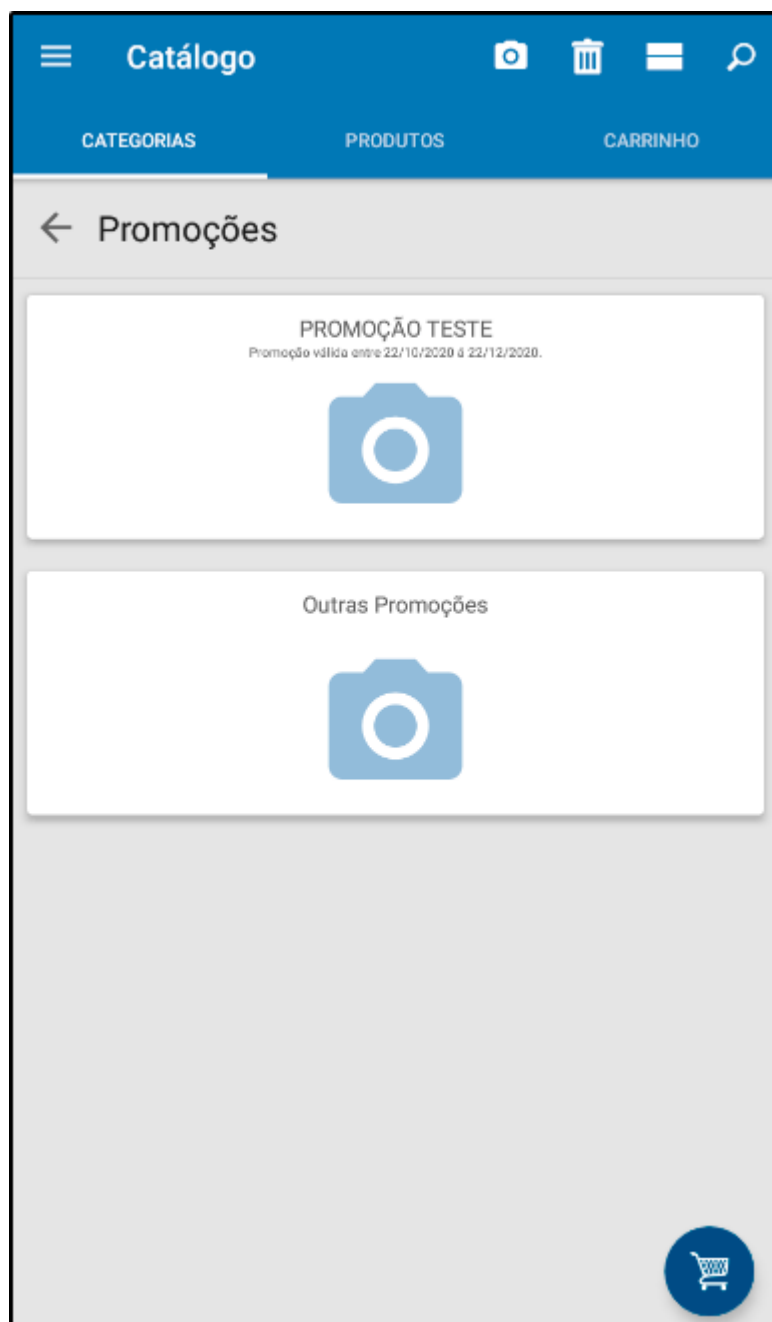 Catálogo
CATEGORIAS PRODUTOS CARRINHO
Promoções
PROMOÇÃO TESTE
Promoção válida entre 22/10/2020 á 22/12/2020.
Outras Promoções